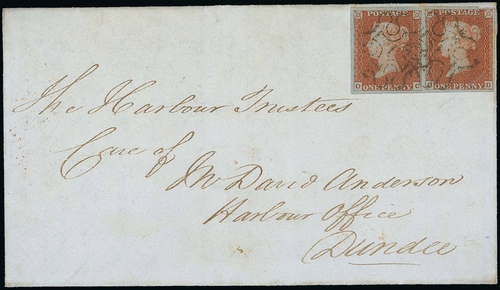 POSTAGE POSTAGE
O ONE PENNY G ONE PENNY D
The Harbour Trustees
Care of
Mr David Anderson
Harbour Office
Dundee